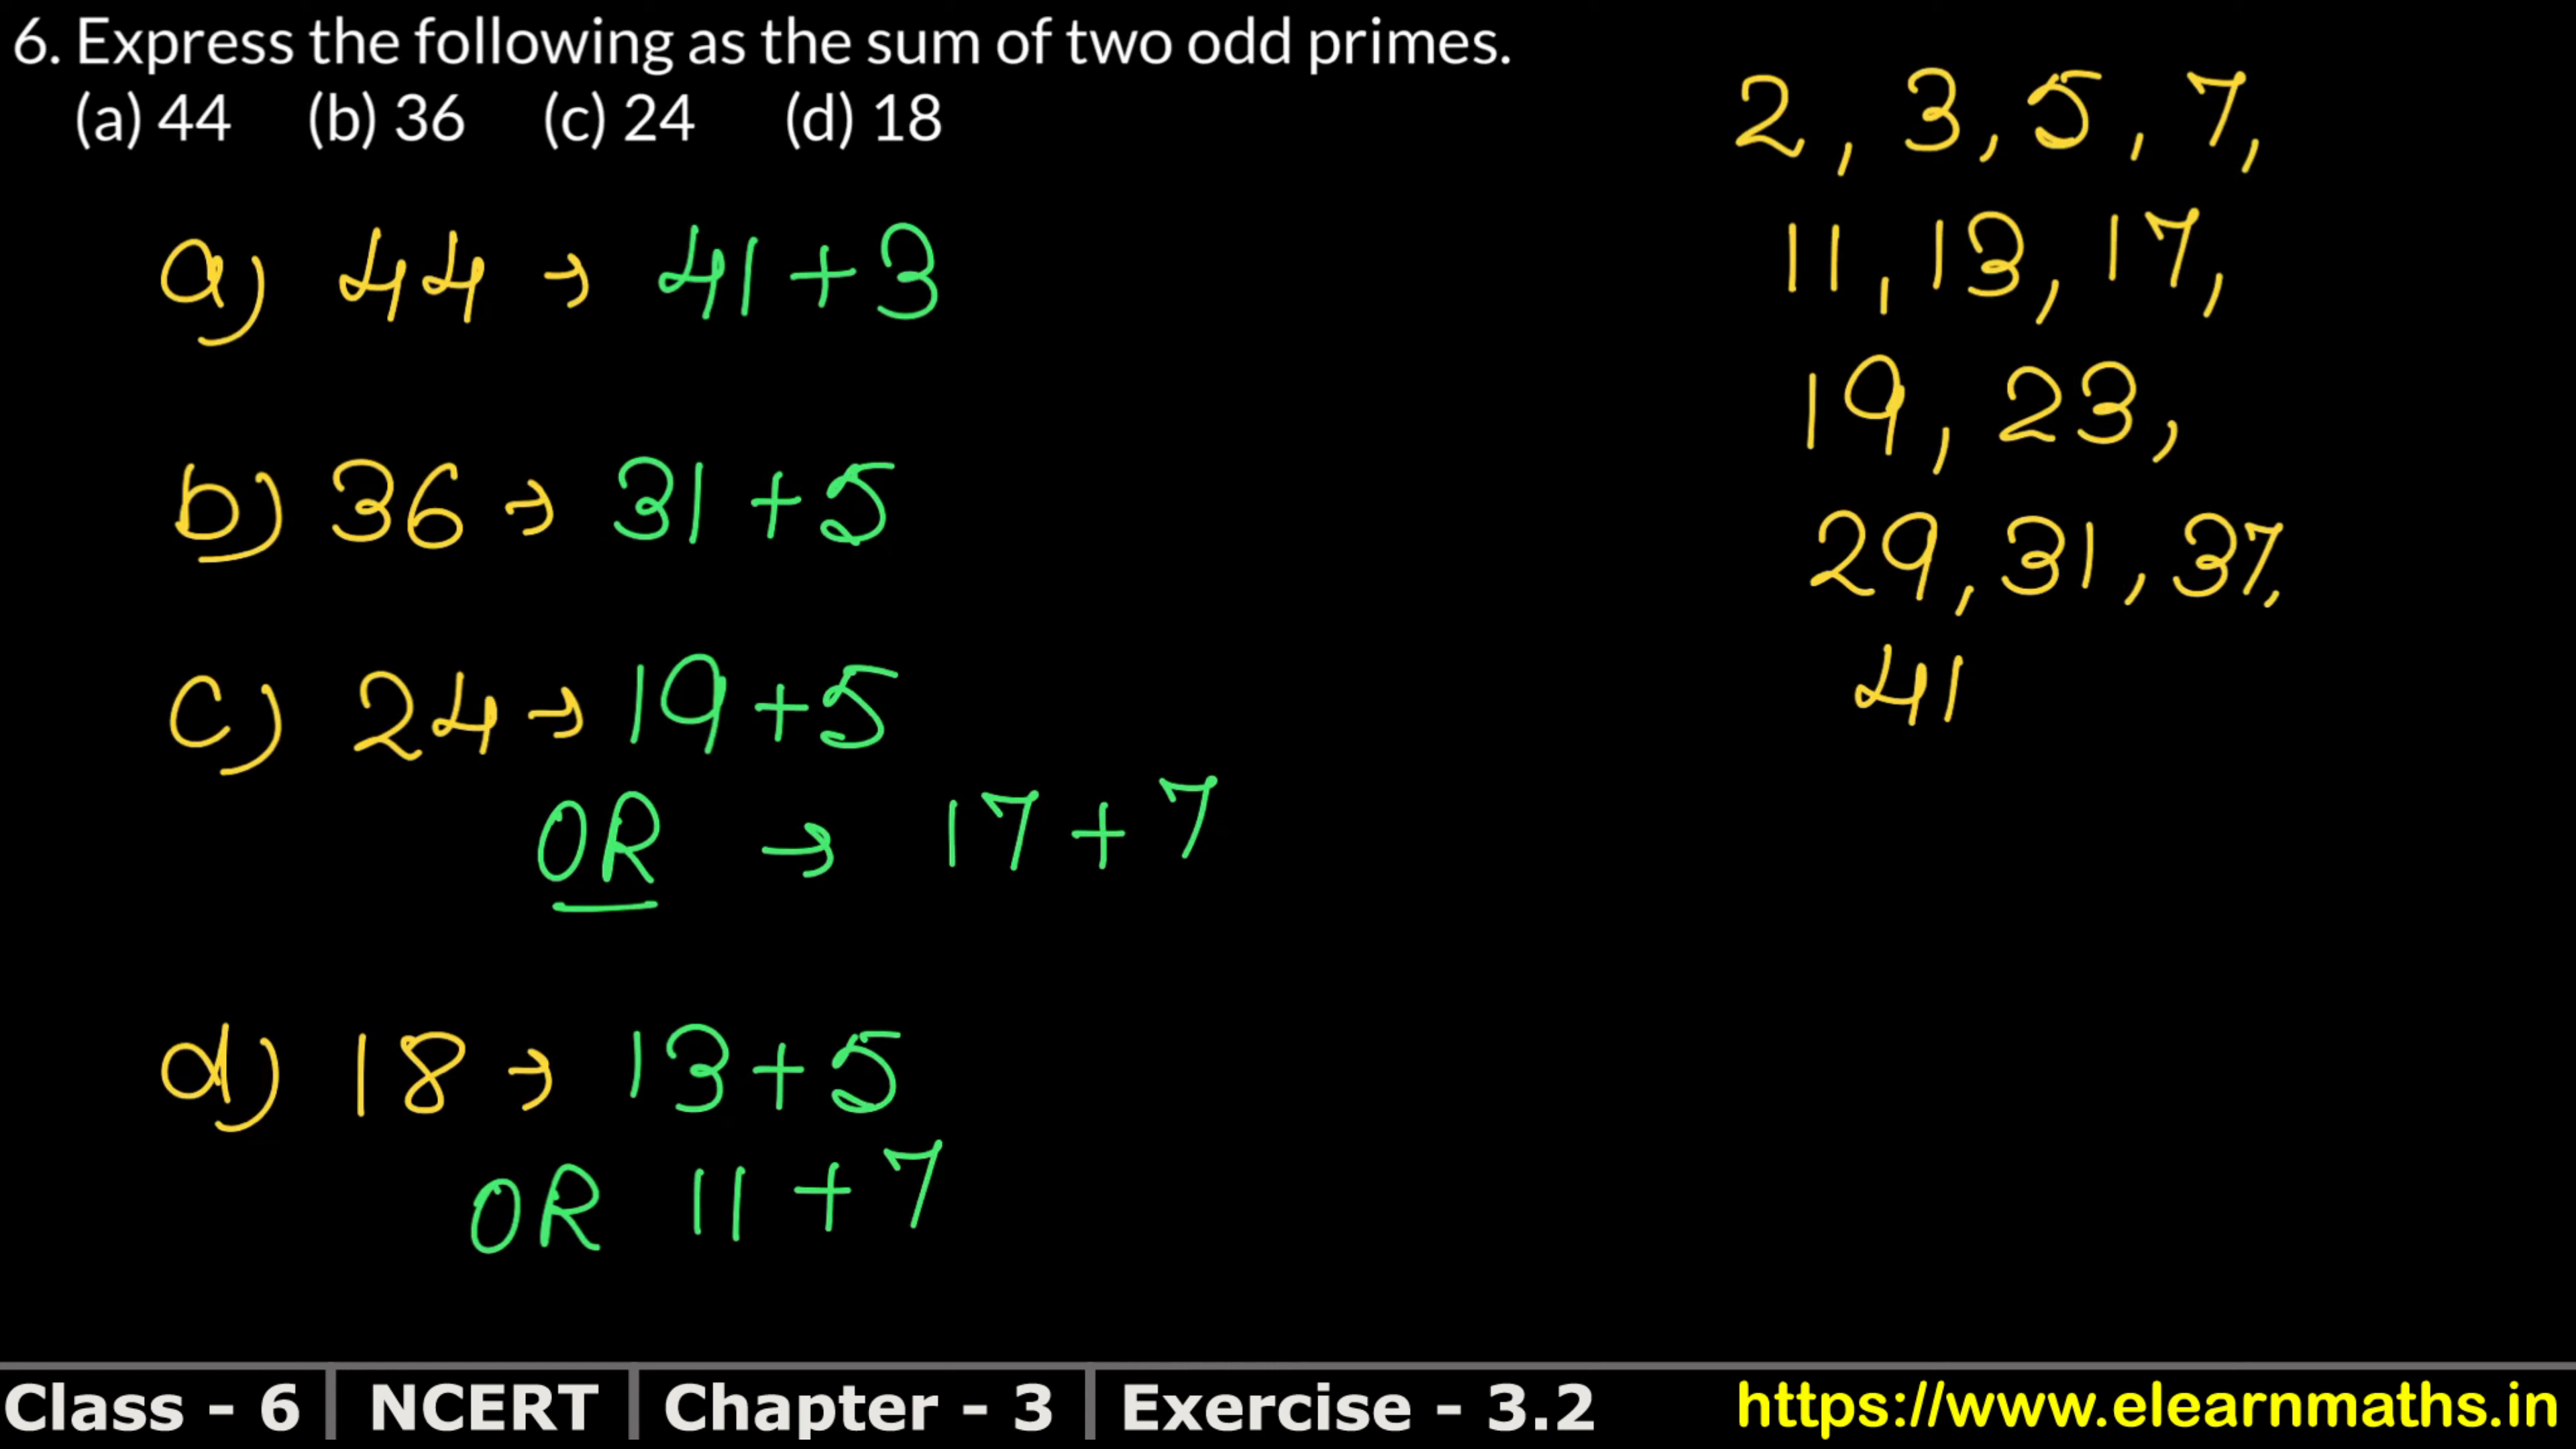 6. Express the following as the sum of two odd primes.
(a) 44 (b) 36 (c) 24 (d) 18
a) 44 → 41 + 3
b) 36 → 31 + 5
c) 24 → 19 + 5
OR → 17 + 7
d) 18 → 13 + 5
OR 11 + 7
2, 3, 5, 7,
11, 13, 17,
19, 23,
29, 31, 37,
41
Class - 6 | NCERT | Chapter - 3 | Exercise - 3.2 https://www.elearnmaths.in